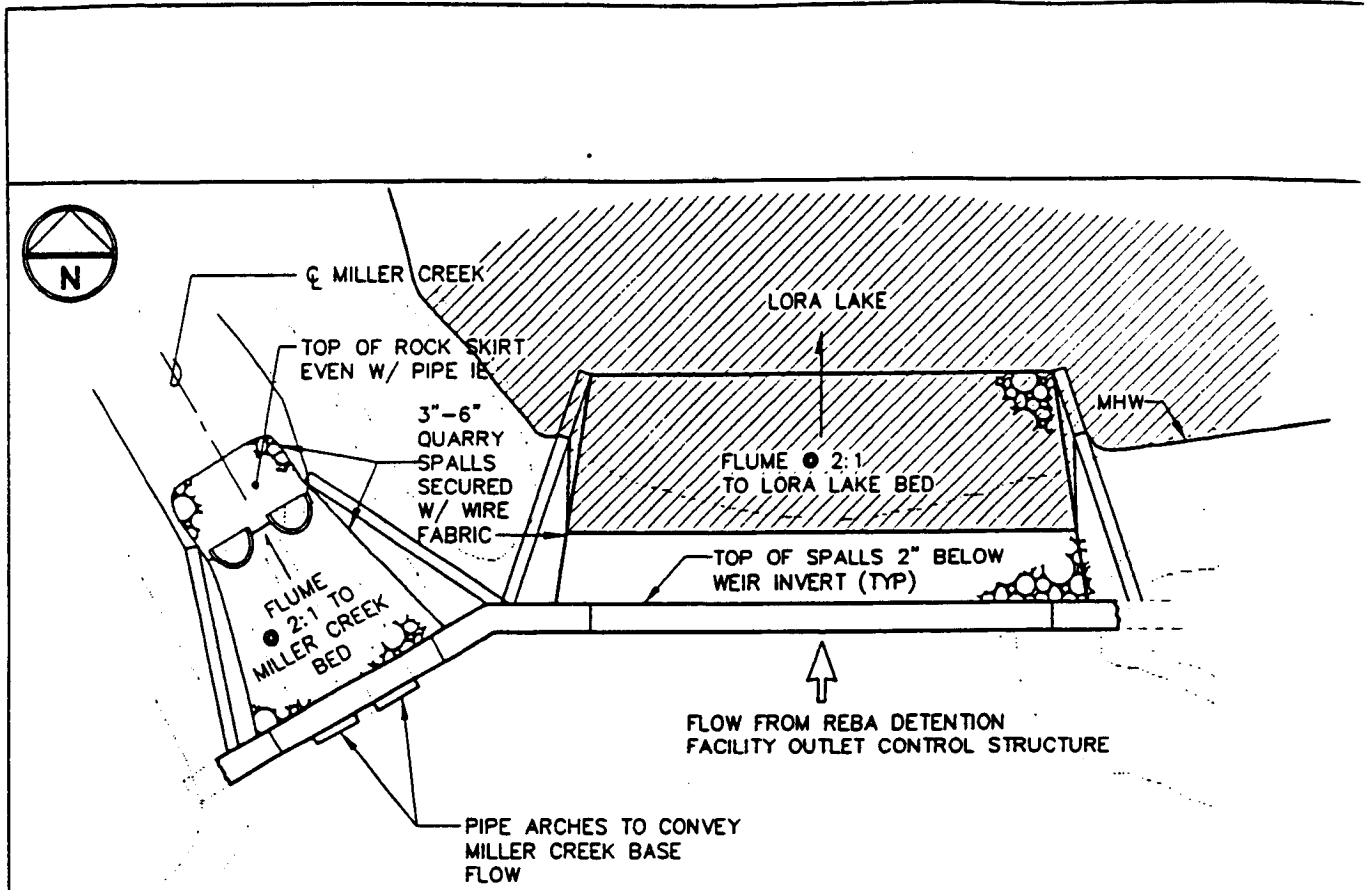 N
℄ MILLER CREEK
TOP OF ROCK SKIRT
EVEN W/ PIPE IE
3"-6"
QUARRY
SPALLS
SECURED
W/ WIRE
FABRIC
LORA LAKE
MHW
FLUME @ 2:1
TO LORA LAKE BED
TOP OF SPALLS 2" BELOW
WEIR INVERT (TYP)
FLUME
@ 2:1 TO
MILLER CREEK
BED
FLOW FROM REBA DETENTION
FACILITY OUTLET CONTROL STRUCTURE
PIPE ARCHES TO CONVEY
MILLER CREEK BASE
FLOW